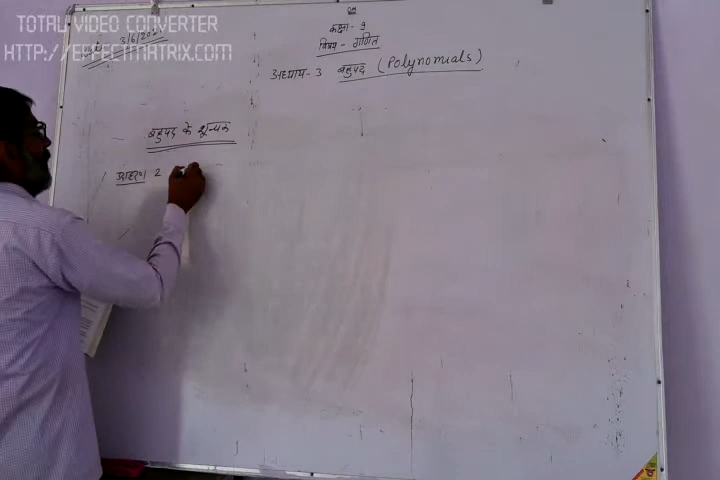 TOTAL VIDEO CONVERTER
HTTP://EFFECTMATRIX.COM
ॐ
कक्षा - 9
विषय - गणित
अध्याय - 3 बहुपद (Polynomials)
बहुपद के शून्यक
उदाहरण 2